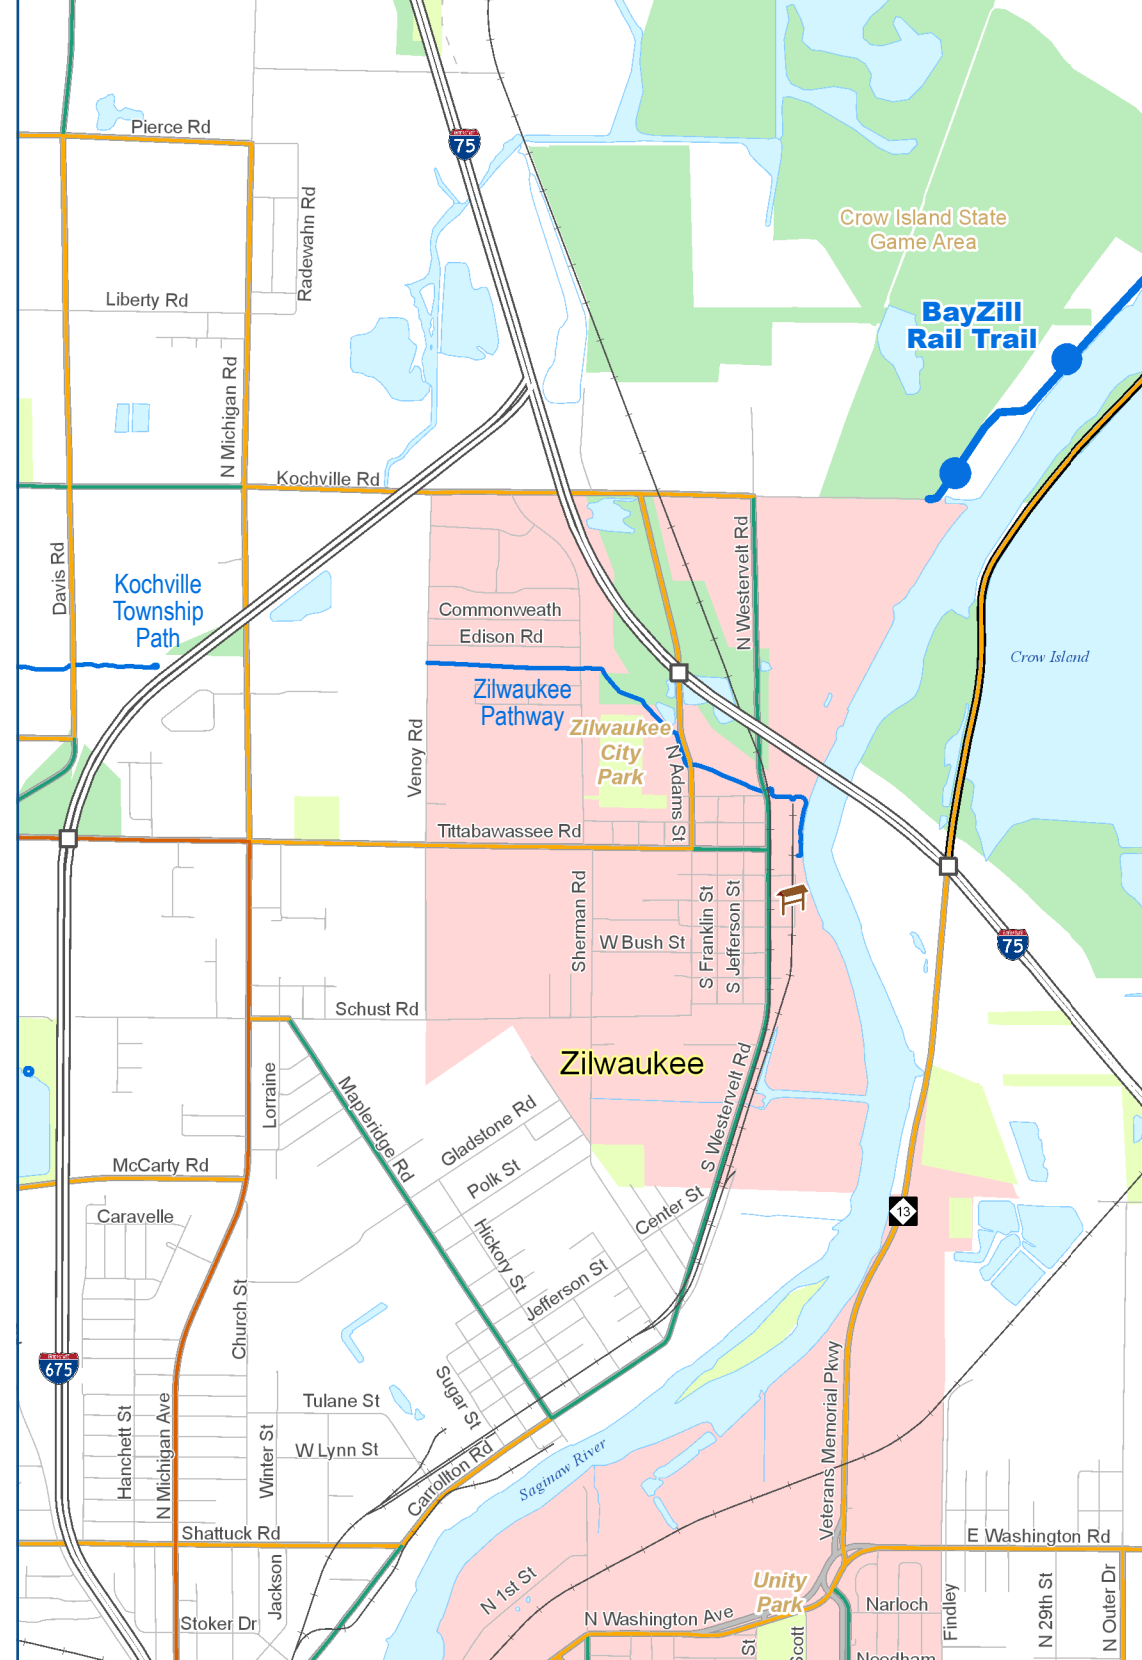 Pierce Rd
75
Radewahn Rd
Crow Island State
Game Area
Liberty Rd
BayZill
Rail Trail
N Michigan Rd
Kochville Rd
Davis Rd
N Westervelt Rd
Kochville
Township
Path
Commonweath
Edison Rd
Crow Island
Zilwaukee
Pathway
Zilwaukee
City
Park
Venoy Rd
N Adams St
Tittabawassee Rd
Sherman Rd
S Franklin St
S Jefferson St
W Bush St
75
Schust Rd
Zilwaukee
Lorraine
Mapleridge Rd
Gladstone Rd
S Westervelt Rd
McCarty Rd
Polk St
Center St
13
Caravelle
Hickory St
Jefferson St
Church St
675
Sugar St
Tulane St
Veterans Memorial Pkwy
Hanchett St
N Michigan Ave
Winter St
W Lynn St
Carrollton Rd
Saginaw River
Shattuck Rd
E Washington Rd
Jackson
N 1st St
Unity
Park
Narloch
Findley
N 29th St
N Outer Dr
Stoker Dr
N Washington Ave
St
Scott
Needham